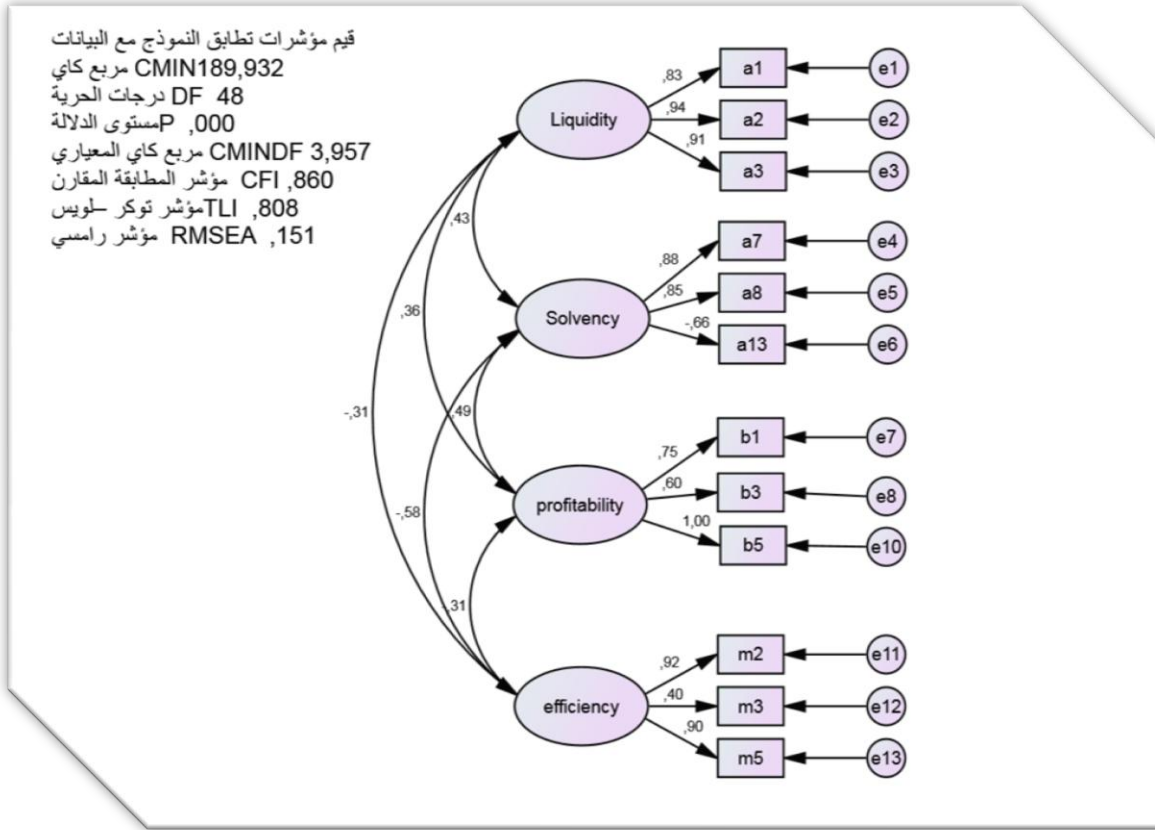 قيم مؤشرات تطابق النموذج مع البيانات
مربع كاي CMIN189,932
درجات الحرية DF 48
مستوى الدلالة P ,000
مربع كاي المعياري CMINDF 3,957
مؤشر المطابقة المقارن CFI ,860
مؤشر توكر –لويس TLI ,808
مؤشر رامسي RMSEA ,151
Liquidity
,83
a1
e1
,94
a2
e2
,91
a3
e3
,43
,36
-,31
Solvency
,88
a7
e4
,85
a8
e5
-,66
a13
e6
,49
-,58
profitability
,75
b1
e7
,60
b3
e8
1,00
b5
e10
-,31
efficiency
,92
m2
e11
,40
m3
e12
,90
m5
e13